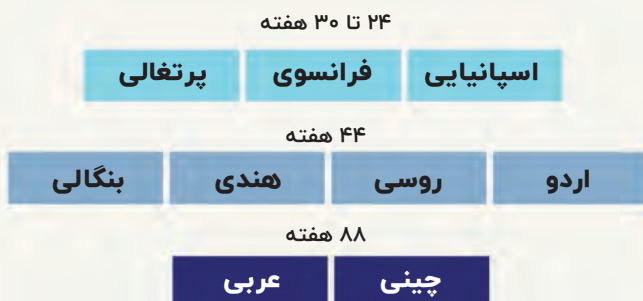 ۲۴ تا ۳۰ هفته
اسپانیایی فرانسوی پرتغالی
۴۴ هفته
اردو روسی هندی بنگالی
۸۸ هفته
چینی عربی